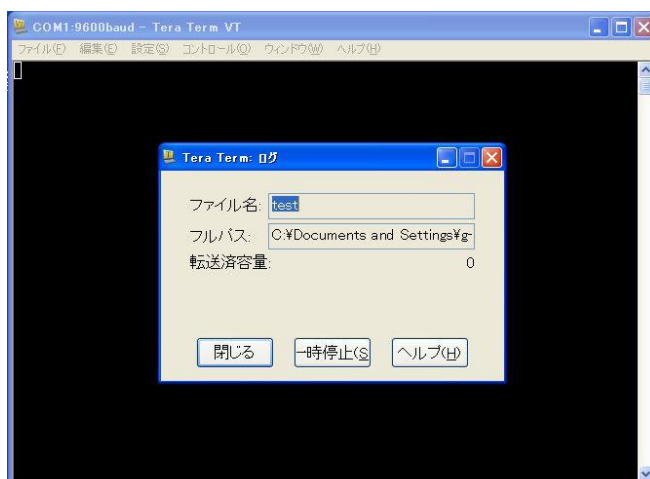 COM1:9600baud - Tera Term VT
ファイル(F) 編集(E) 設定(S) コントロール(O) ウィンドウ(W) ヘルプ(H)
Tera Term: ログ
ファイル名: test
フルパス: C:¥Documents and Settings¥g-
転送済容量: 0
閉じる 一時停止(S ヘルプ(H)